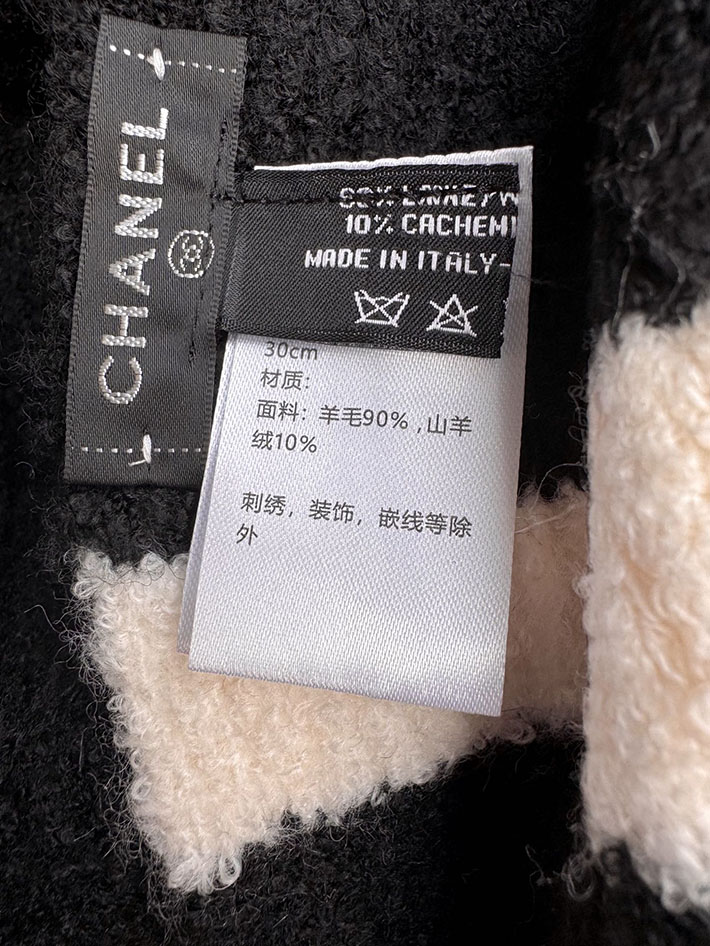 CHANEL
10% CACHEM
MADE IN ITALY-
30cm
材质:
面料: 羊毛90% ,山羊
绒10%
刺绣，装饰，嵌线等除
外